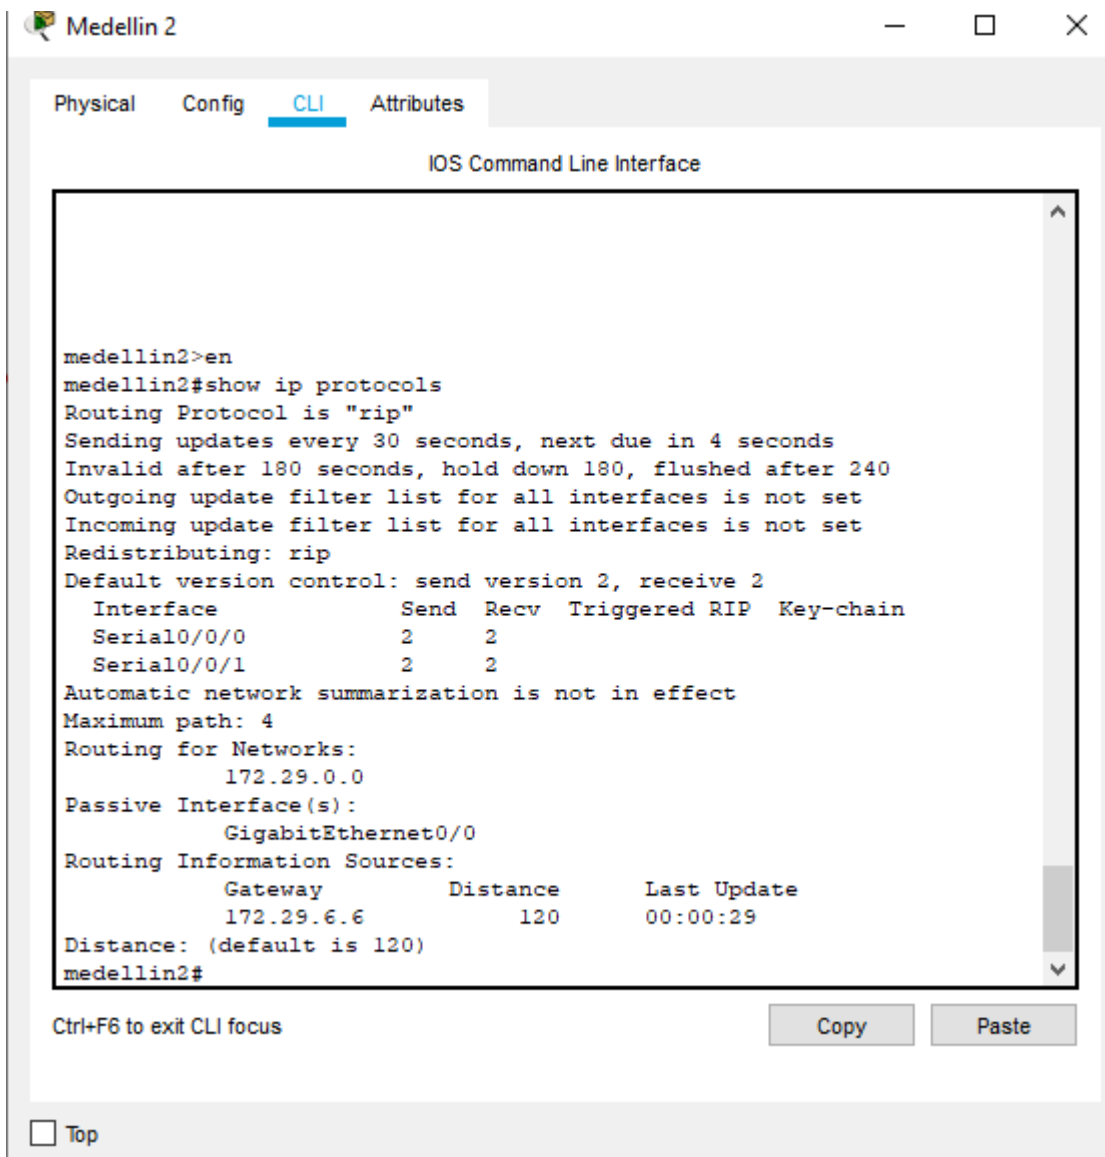 Medellin 2
Physical Config CLI Attributes
IOS Command Line Interface
medellin2>en
medellin2#show ip protocols
Routing Protocol is "rip"
Sending updates every 30 seconds, next due in 4 seconds
Invalid after 180 seconds, hold down 180, flushed after 240
Outgoing update filter list for all interfaces is not set
Incoming update filter list for all interfaces is not set
Redistributing: rip
Default version control: send version 2, receive 2
Interface Send Recv Triggered RIP Key-chain
Serial0/0/0 2 2
Serial0/0/1 2 2
Automatic network summarization is not in effect
Maximum path: 4
Routing for Networks:
172.29.0.0
Passive Interface(s):
GigabitEthernet0/0
Routing Information Sources:
Gateway Distance Last Update
172.29.6.6 120 00:00:29
Distance: (default is 120)
medellin2#
Ctrl+F6 to exit CLI focus
Copy Paste
Top